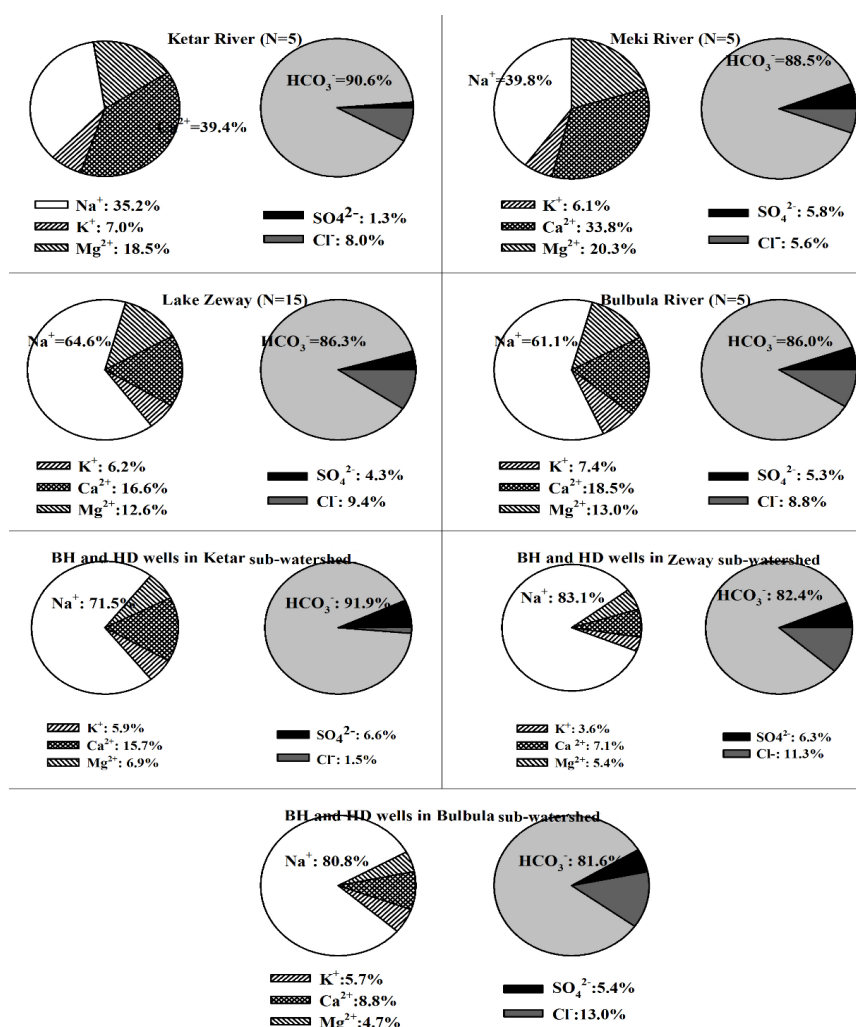 Ketar River (N=5)
HCO₃⁻=90.6%
Ca²⁺=39.4%
Na⁺: 35.2%
K⁺: 7.0%
Mg²⁺: 18.5%
SO4²⁻: 1.3%
Cl⁻: 8.0%
Meki River (N=5)
Na⁺=39.8%
HCO₃⁻=88.5%
K⁺: 6.1%
Ca²⁺: 33.8%
Mg²⁺: 20.3%
SO₄²⁻: 5.8%
Cl⁻: 5.6%
Lake Zeway (N=15)
Na⁺=64.6%
HCO₃⁻=86.3%
K⁺: 6.2%
Ca²⁺: 16.6%
Mg²⁺:12.6%
SO₄²⁻: 4.3%
Cl⁻: 9.4%
Bulbula River (N=5)
Na⁺=61.1%
HCO₃⁻=86.0%
K⁺: 7.4%
Ca²⁺:18.5%
Mg²⁺: 13.0%
SO₄²⁻: 5.3%
Cl⁻: 8.8%
BH and HD wells in Ketar sub-watershed
Na⁺: 71.5%
HCO₃⁻: 91.9%
K⁺: 5.9%
Ca²⁺: 15.7%
Mg²⁺: 6.9%
SO₄²⁻: 6.6%
Cl⁻: 1.5%
BH and HD wells in Zeway sub-watershed
Na⁺: 83.1%
HCO₃⁻: 82.4%
K⁺: 3.6%
Ca ²⁺: 7.1%
Mg²⁺: 5.4%
SO4²⁻: 6.3%
Cl-: 11.3%
BH and HD wells in Bulbula sub-watershed
Na⁺: 80.8%
HCO₃⁻: 81.6%
K⁺:5.7%
Ca²⁺: 8.8%
Mg²⁺:4.7%
SO₄²⁻:5.4%
Cl⁻:13.0%